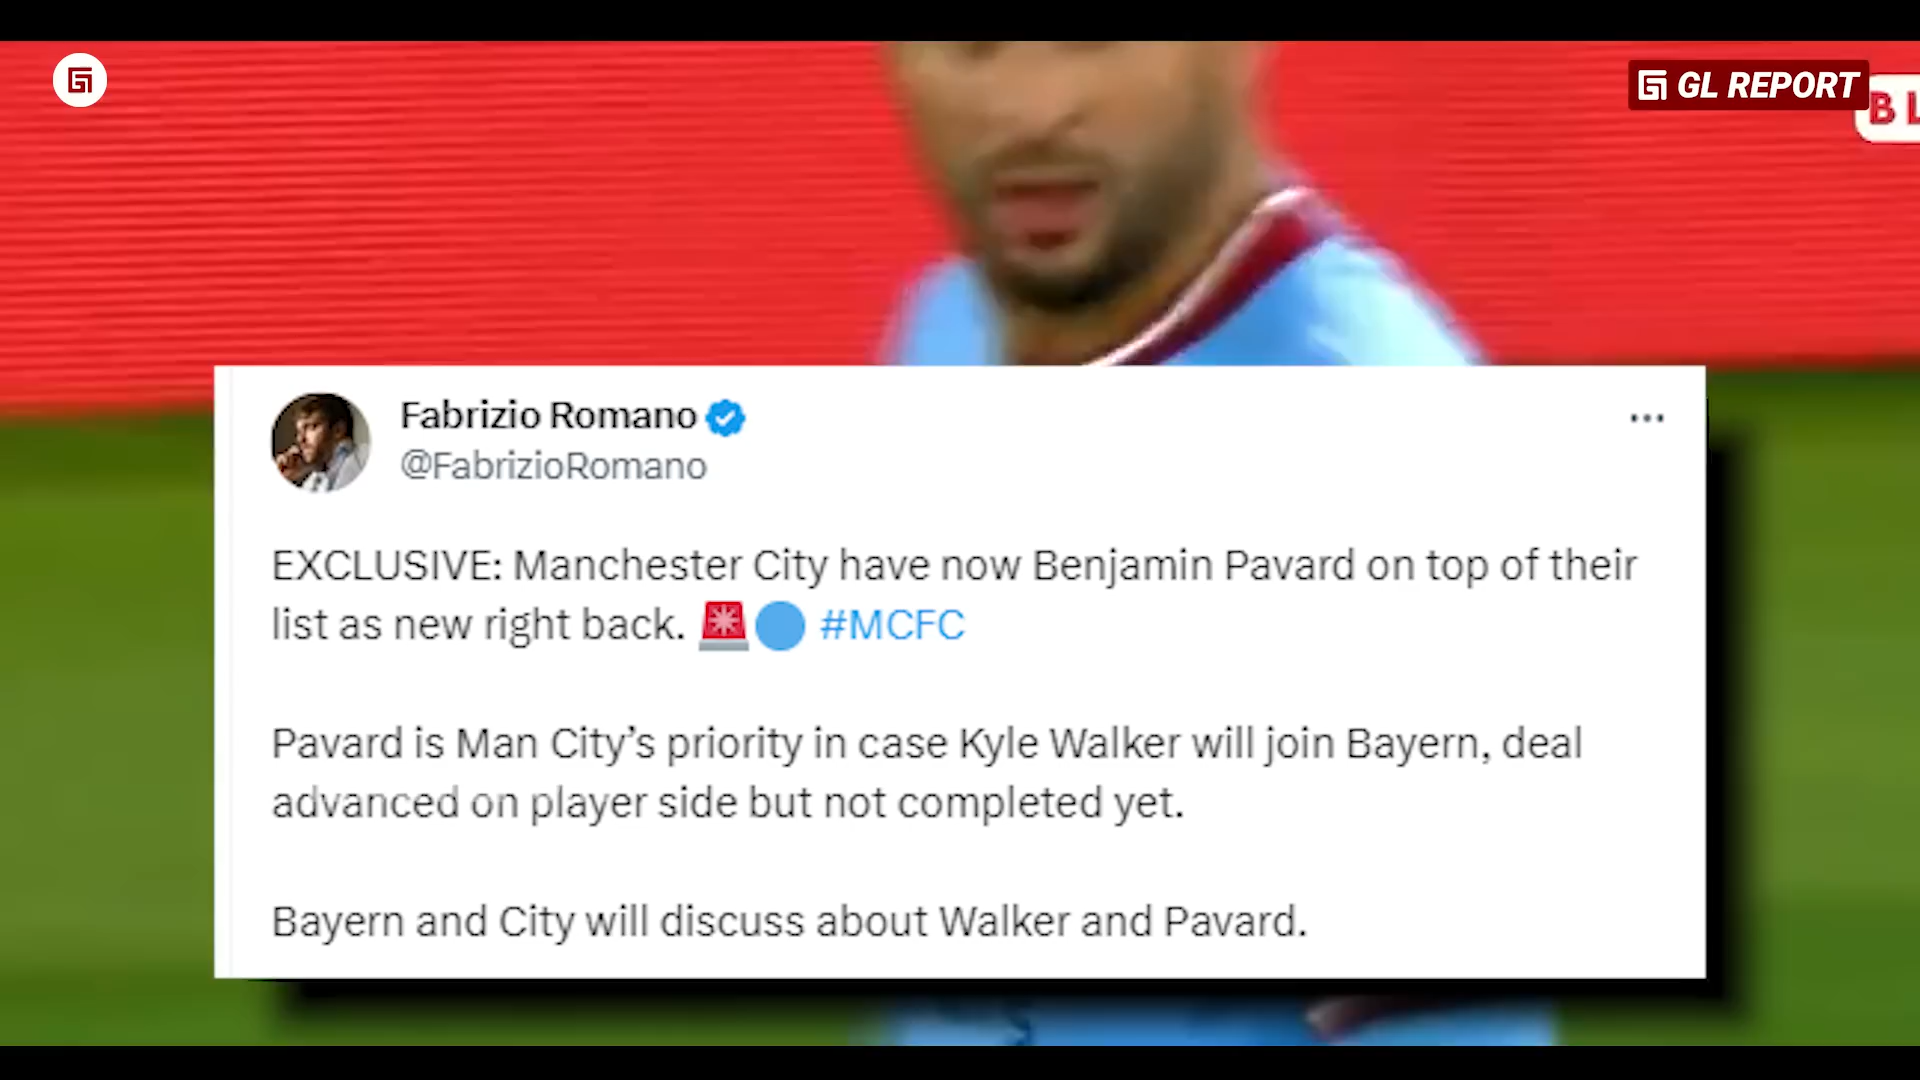 GL REPORT
BL
Fabrizio Romano
@FabrizioRomano
EXCLUSIVE: Manchester City have now Benjamin Pavard on top of their
list as new right back. 🚨🔵 #MCFC
Pavard is Man City’s priority in case Kyle Walker will join Bayern, deal
advanced on player side but not completed yet.
Bayern and City will discuss about Walker and Pavard.